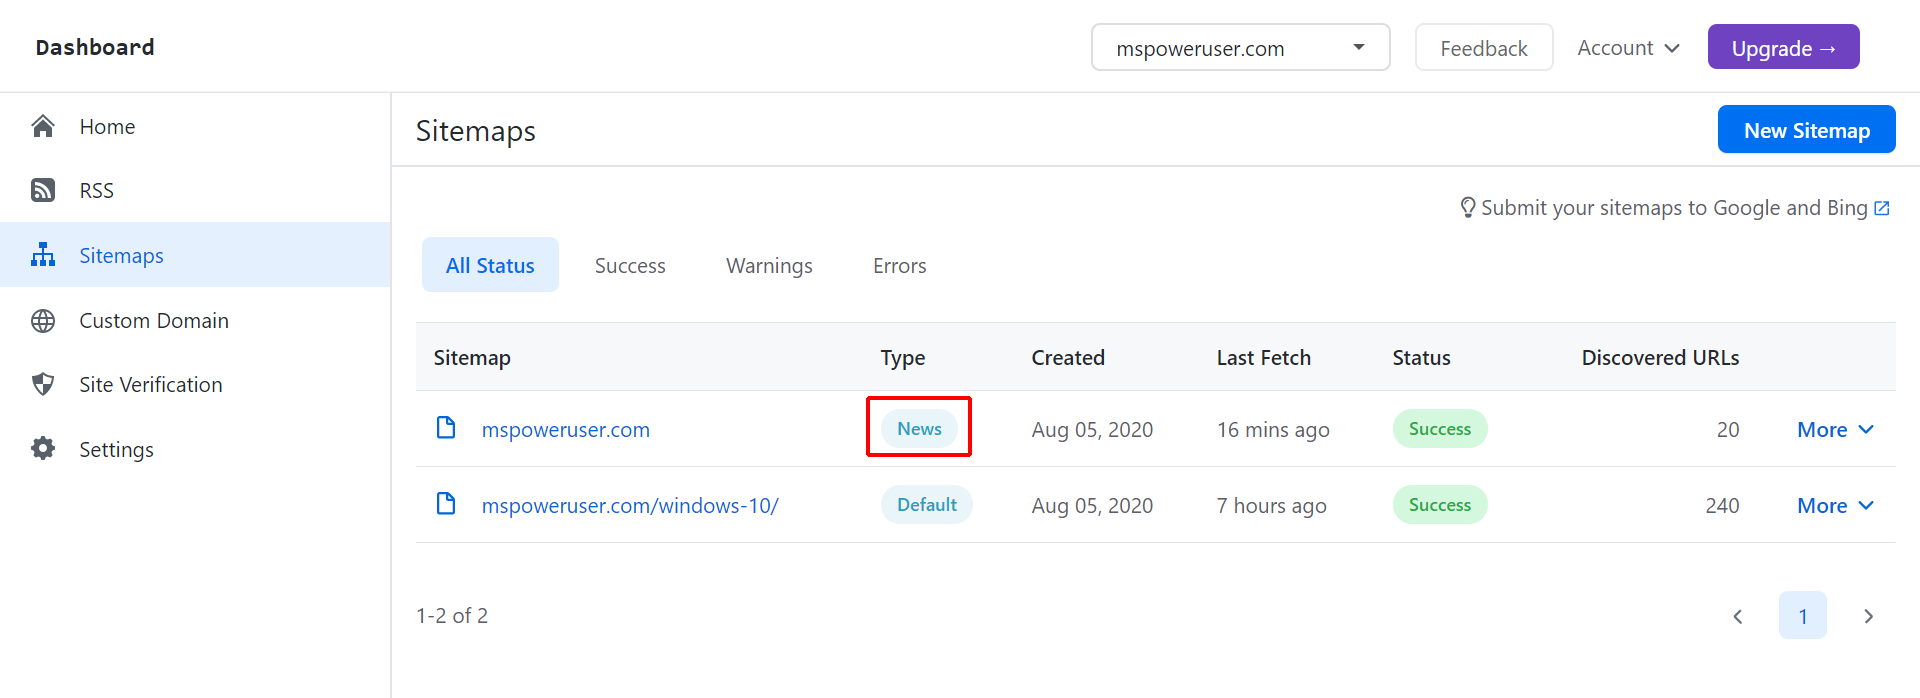 Dashboard
mspoweruser.com
Feedback
Account
Upgrade →
Home
RSS
Sitemaps
Custom Domain
Site Verification
Settings
Sitemaps
New Sitemap
Submit your sitemaps to Google and Bing
All Status Success Warnings Errors
Sitemap Type Created Last Fetch Status Discovered URLs
mspoweruser.com News Aug 05, 2020 16 mins ago Success 20 More
mspoweruser.com/windows-10/ Default Aug 05, 2020 7 hours ago Success 240 More
1-2 of 2
1